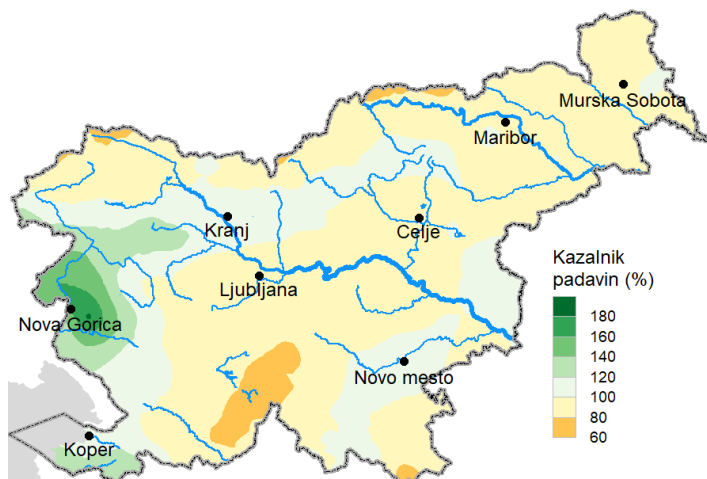 Murska Sobota
Maribor
Kranj
Celje
Ljubljana
Nova Gorica
Novo mesto
Koper
Kazalnik
padavin (%)
180
160
140
120
100
80
60